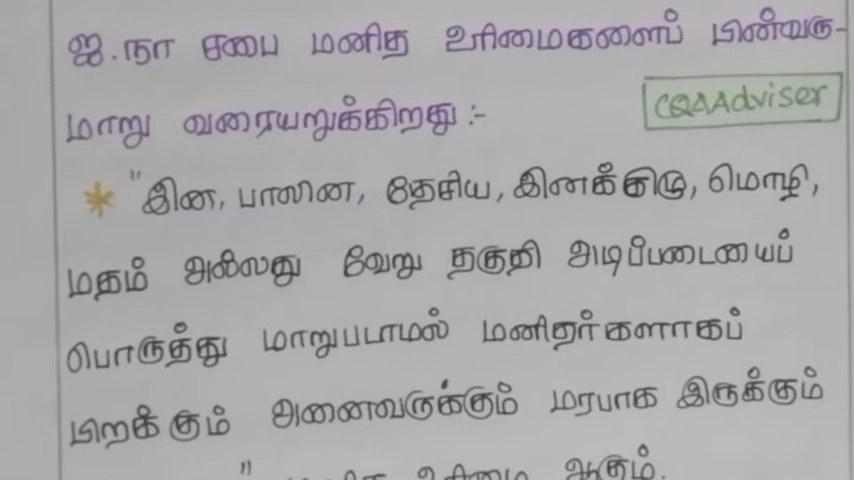 ஐ.நா சபை மனித உரிமைகளைப் பின்வரு-
மாறு வரையறுக்கிறது :-
CQAAdviser
* "இன, பாலின, தேசிய, இனக்குழு, மொழி,
மதம் அல்லது வேறு தகுதி அடிப்படையைப்
பொருத்து மாறுபடாமல் மனிதர்களாகப்
பிறக்கும் அனைவருக்கும் மரபாக இருக்கும்
" உரிமை ஆகும்.